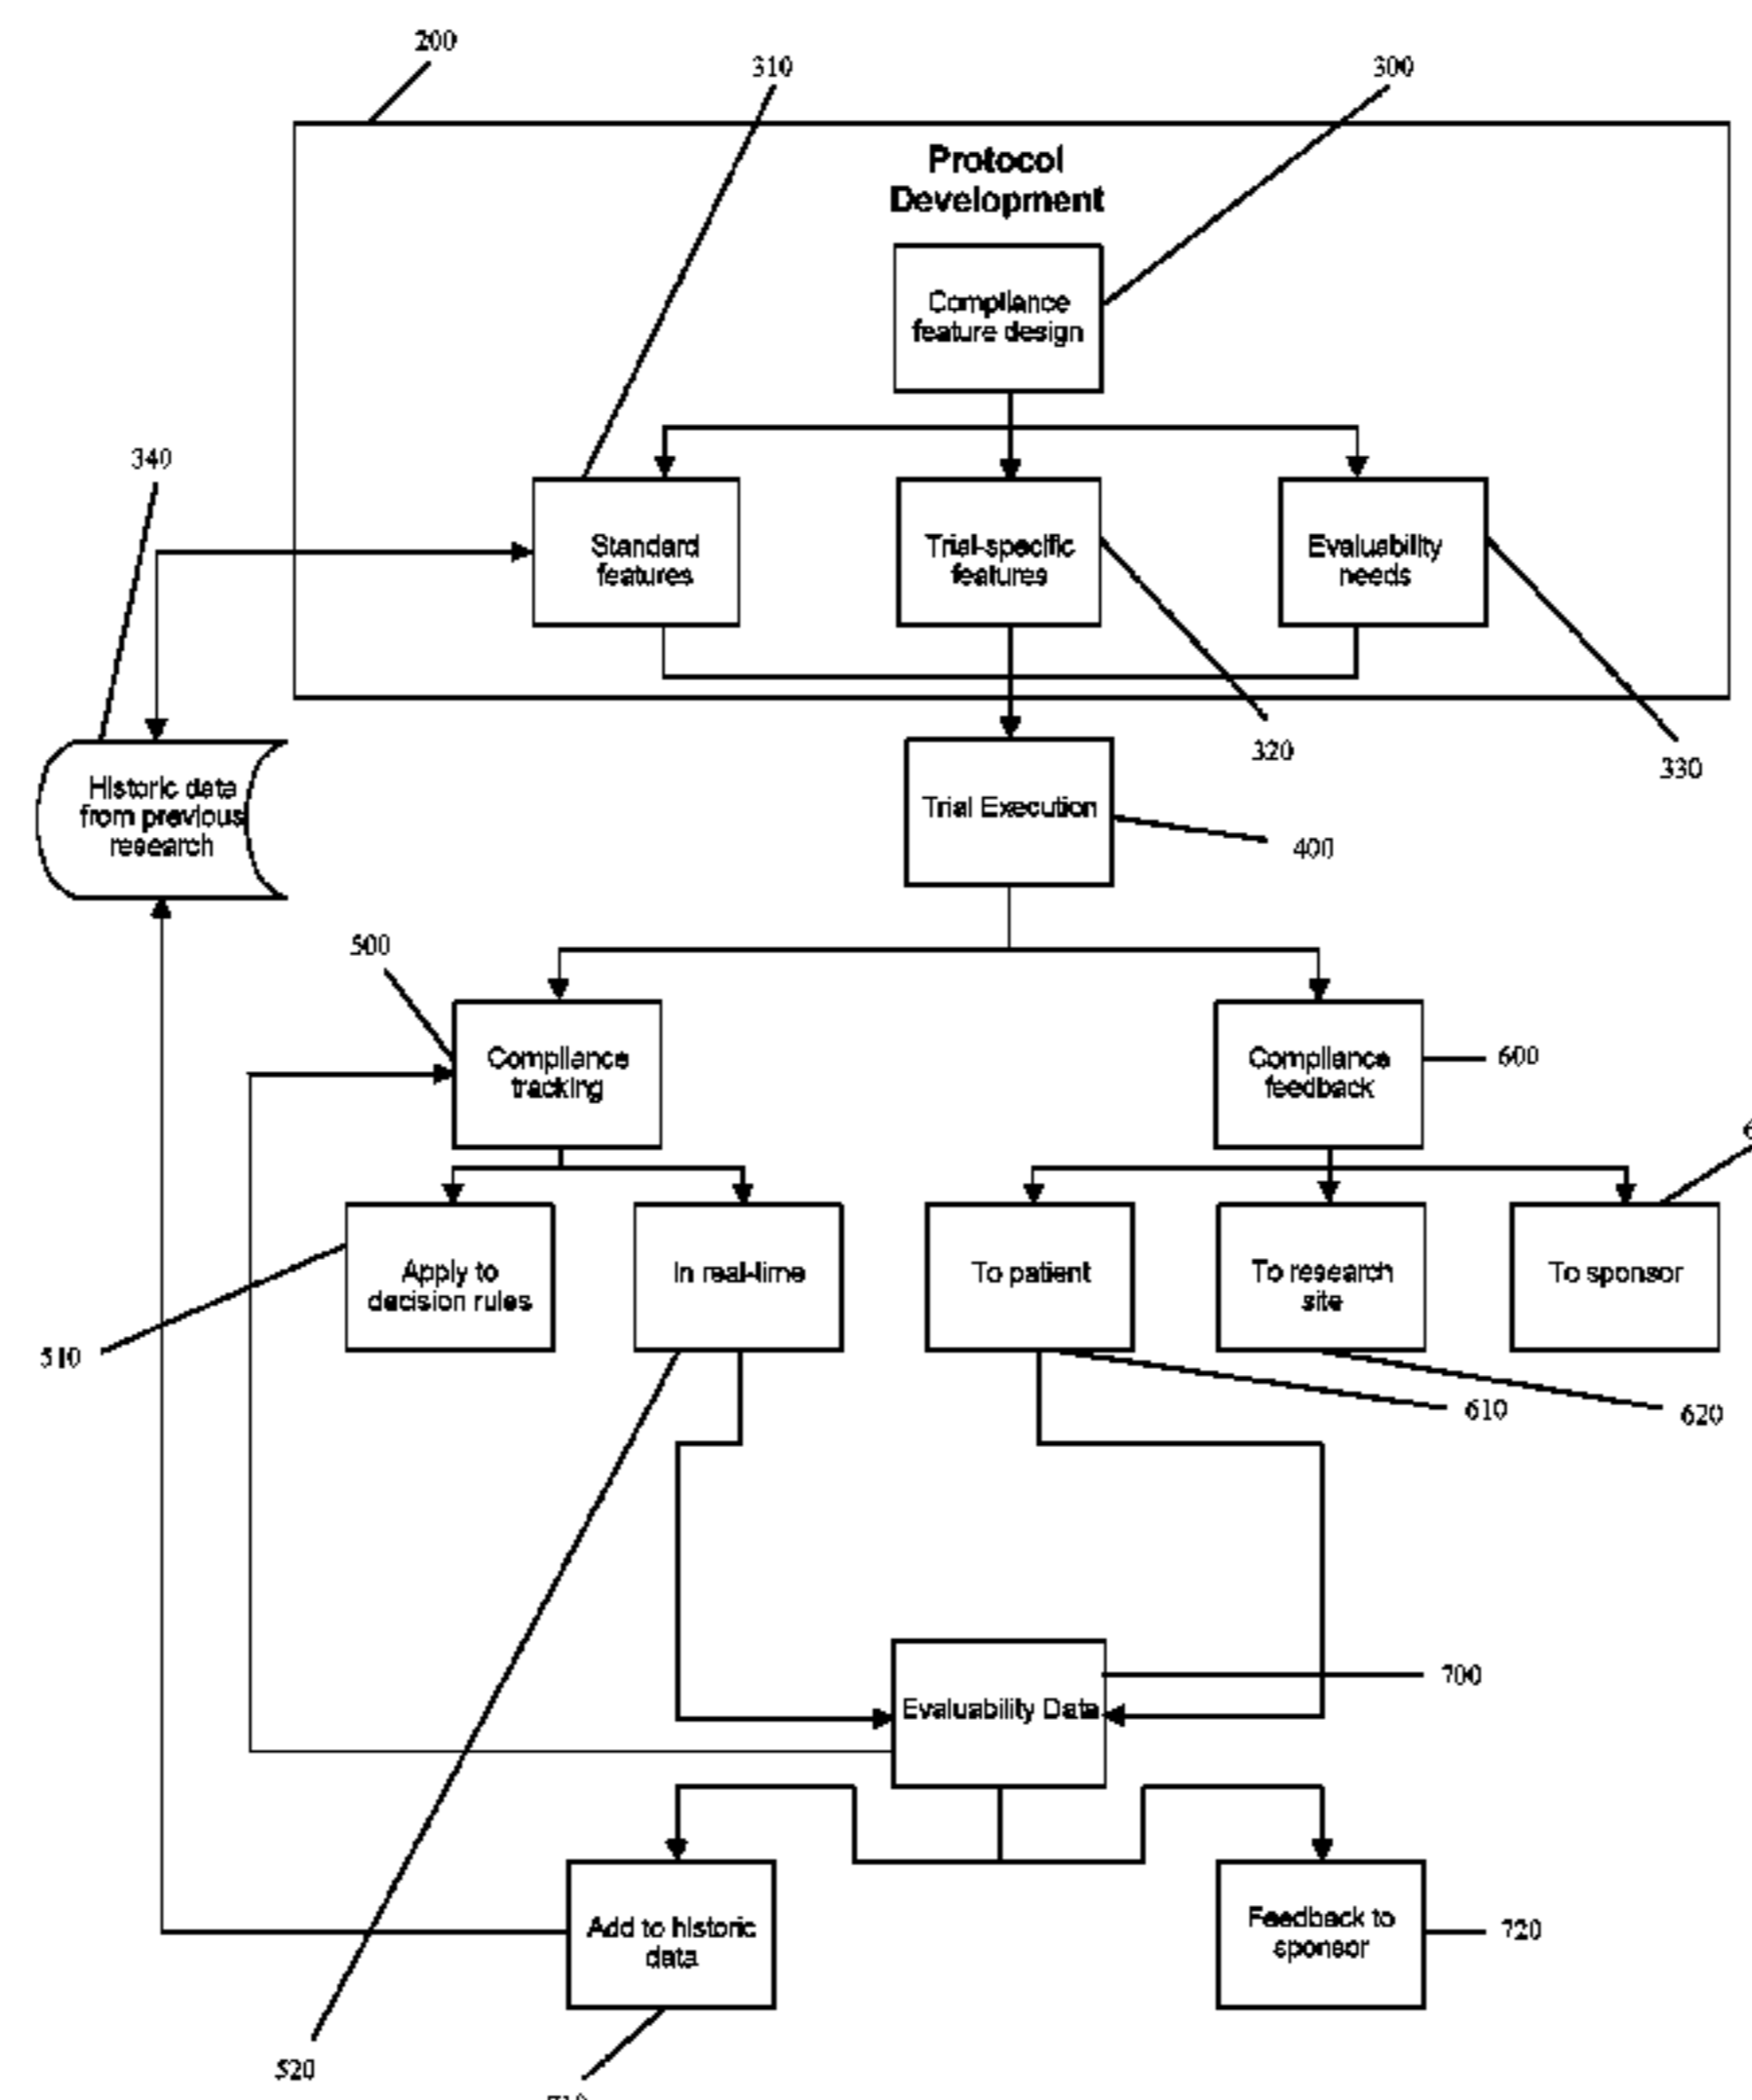 200
310
300
Protocol
Development
Compliance
feature design
340
Standard
features
Trial-specific
features
Evaluability
needs
320
330
Historic data
from previous
research
Trial Execution
400
500
Compliance
tracking
Compliance
feedback
600
Apply to
decision rules
In real-time
To patient
To research
site
To sponsor
510
610
620
Evaluability Data
700
Add to historic
data
Feedback to
sponsor
720
520